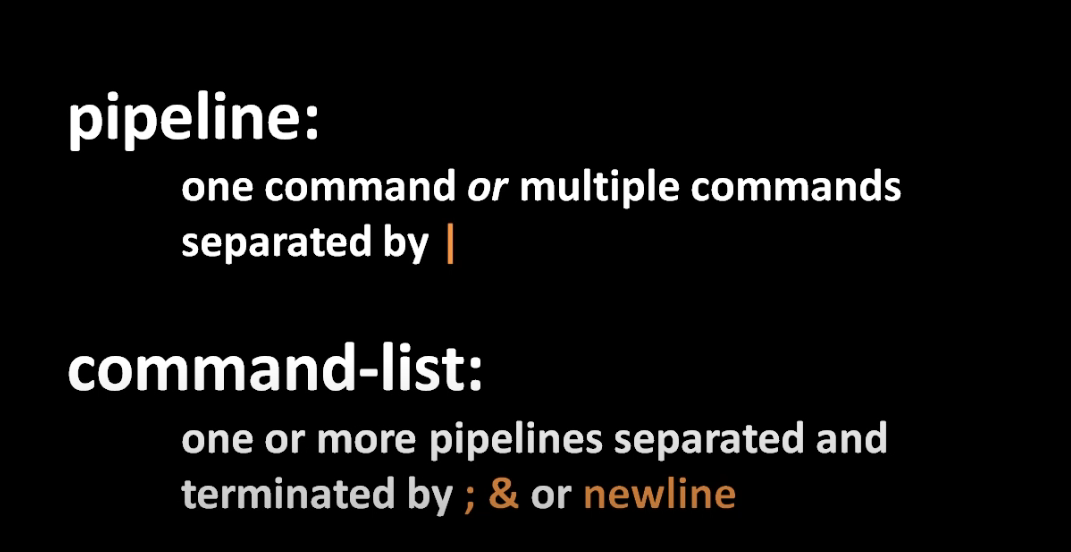 pipeline:
one command or multiple commands
separated by |
command-list:
one or more pipelines separated and
terminated by ; & or newline